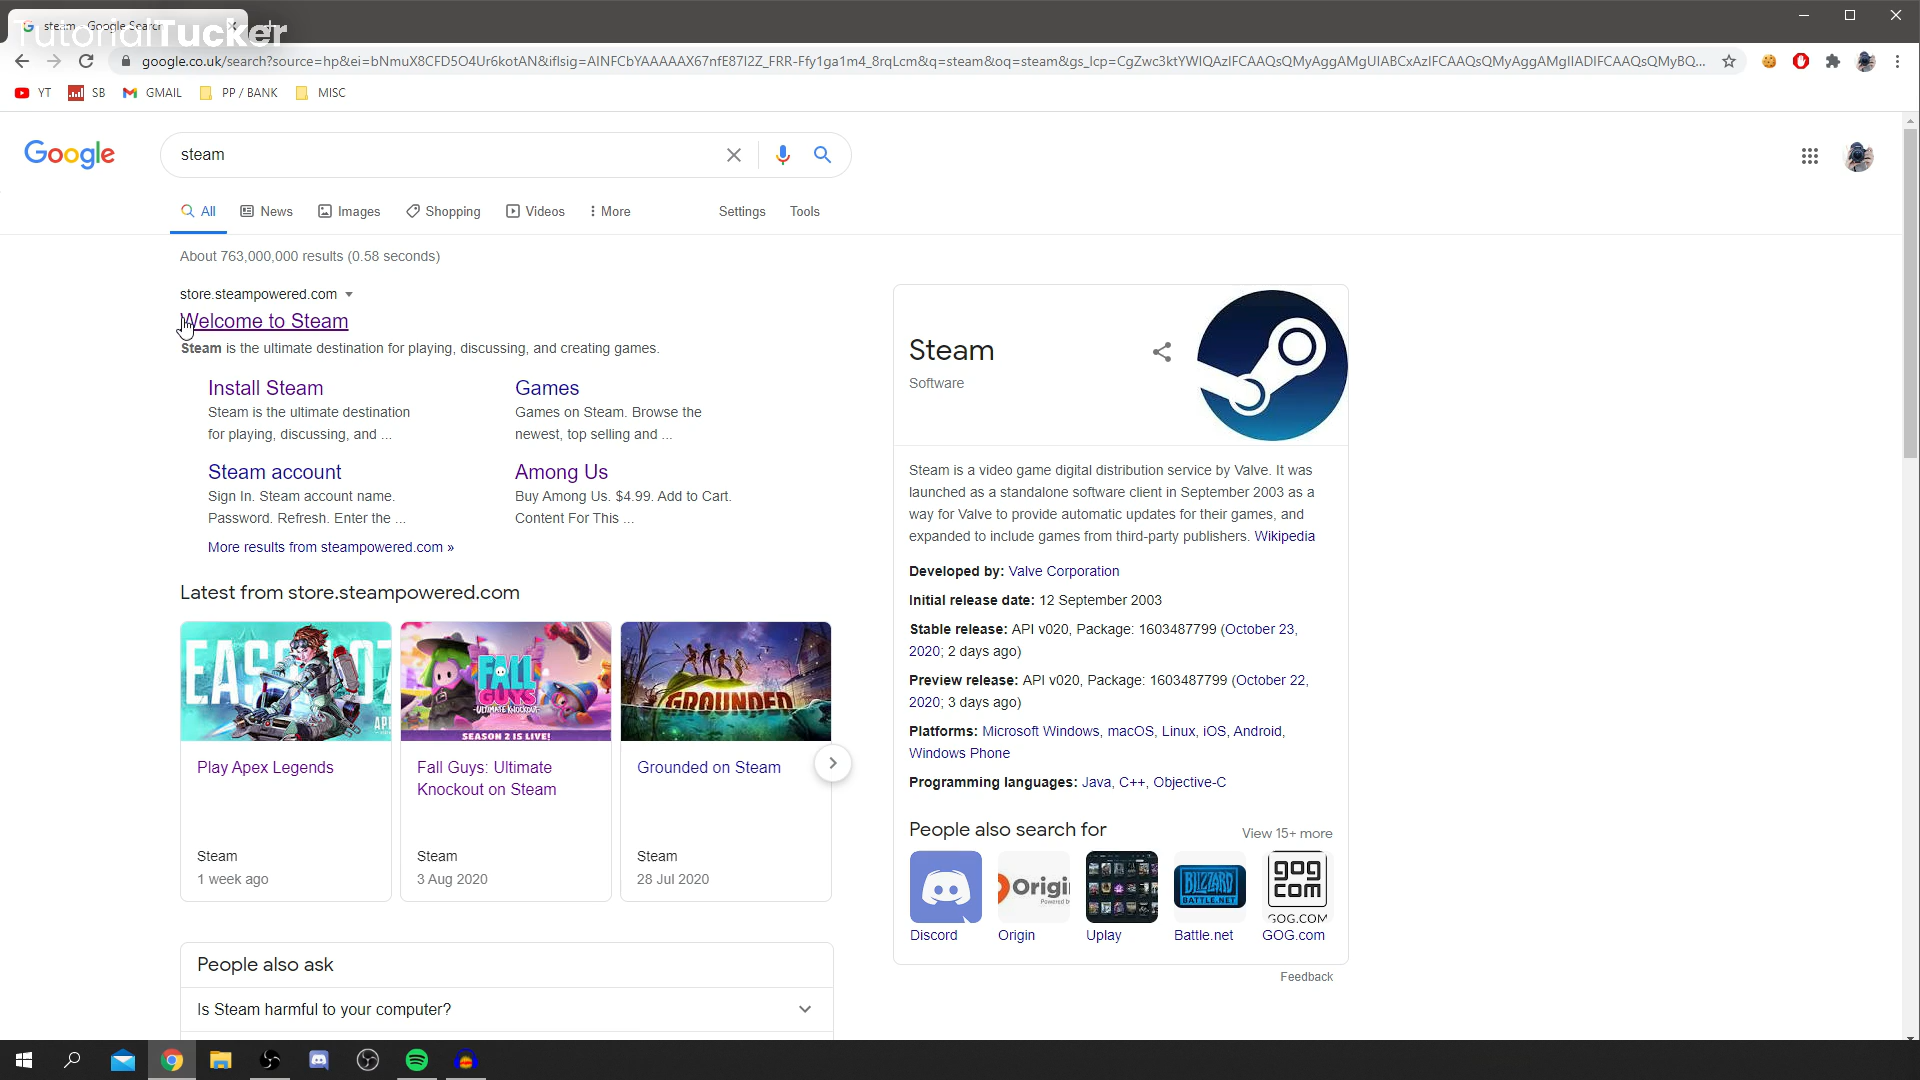 steam - Google Search
TutorialTucker
google.co.uk/search?source=hp&ei=bNmuX8CFD5O4Ur6kotAN&iflsig=AINFCbYAAAAAX67nfE87I2Z_FRR-Ffy1ga1m4_8rqLcm&q=steam&oq=steam&gs_lcp=CgZwc3ktYWIQAzIFCAAQsQMyAggAMgUIABCxAzIFCAAQsQMyAggAMgIIADIFCAAQsQMyBQ...
YT SB GMAIL PP / BANK MISC
Google
steam
All News Images Shopping Videos More Settings Tools
About 763,000,000 results (0.58 seconds)
store.steampowered.com
Welcome to Steam
Steam is the ultimate destination for playing, discussing, and creating games.
Install Steam
Steam is the ultimate destination
for playing, discussing, and ...
Games
Games on Steam. Browse the
newest, top selling and ...
Steam account
Sign In. Steam account name.
Password. Refresh. Enter the ...
Among Us
Buy Among Us. $4.99. Add to Cart.
Content For This ...
More results from steampowered.com »
Latest from store.steampowered.com
FALL
GUYS
ULTIMATE KNOCKOUT
SEASON 2 IS LIVE!
GROUNDED
Play Apex Legends
Steam
1 week ago
Fall Guys: Ultimate
Knockout on Steam
Steam
3 Aug 2020
Grounded on Steam
Steam
28 Jul 2020
People also ask
Is Steam harmful to your computer?
Steam
Software
Steam is a video game digital distribution service by Valve. It was
launched as a standalone software client in September 2003 as a
way for Valve to provide automatic updates for their games, and
expanded to include games from third-party publishers. Wikipedia
Developed by: Valve Corporation
Initial release date: 12 September 2003
Stable release: API v020, Package: 1603487799 (October 23,
2020; 2 days ago)
Preview release: API v020, Package: 1603487799 (October 22,
2020; 3 days ago)
Platforms: Microsoft Windows, macOS, Linux, iOS, Android,
Windows Phone
Programming languages: Java, C++, Objective-C
People also search for
View 15+ more
Origi
Powered b
BLIZZARD
BATTLE.NET
gog
com
GOG.COM
Discord Origin Uplay Battle.net GOG.com
Feedback